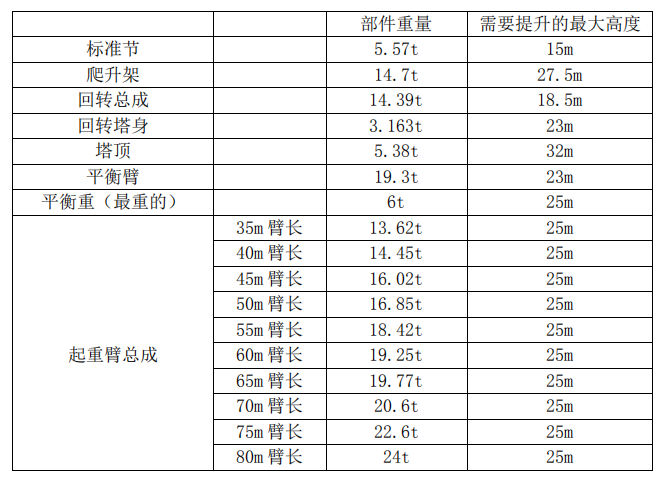 部件重量 需要提升的最大高度
标准节 5.57t 15m
爬升架 14.7t 27.5m
回转总成 14.39t 18.5m
回转塔身 3.163t 23m
塔顶 5.38t 32m
平衡臂 19.3t 23m
平衡重（最重的） 6t 25m
35m 臂长 13.62t 25m
40m 臂长 14.45t 25m
45m 臂长 16.02t 25m
50m 臂长 16.85t 25m
55m 臂长 18.42t 25m
起重臂总成 60m 臂长 19.25t 25m
65m 臂长 19.77t 25m
70m 臂长 20.6t 25m
75m 臂长 22.6t 25m
80m 臂长 24t 25m